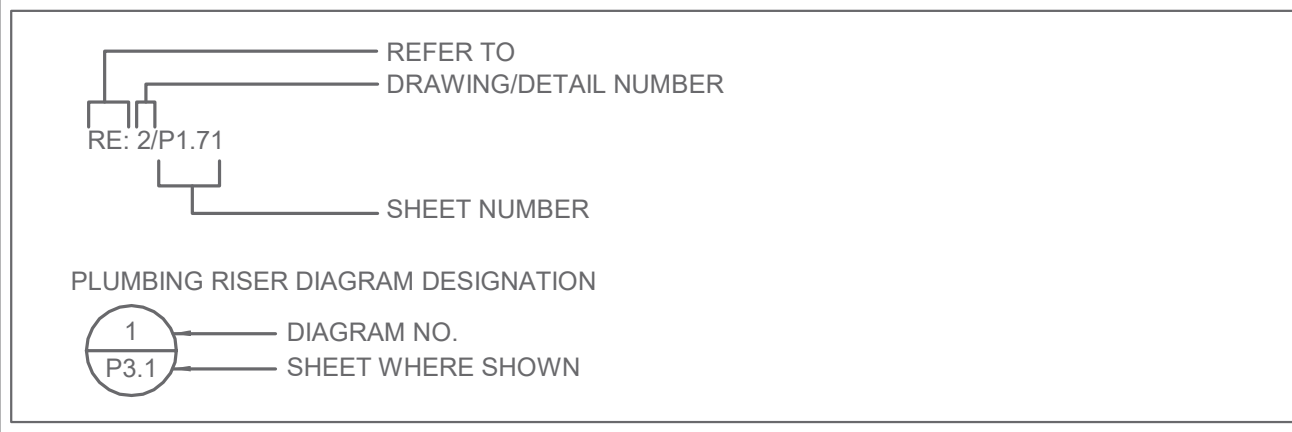 REFER TO
DRAWING/DETAIL NUMBER
RE: 2/P1.71
SHEET NUMBER
PLUMBING RISER DIAGRAM DESIGNATION
1
DIAGRAM NO.
P3.1
SHEET WHERE SHOWN